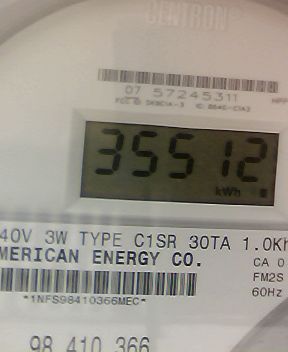 CENTRON®
07 57245311
35512
kWh
40V 3W TYPE C1SR 30TA 1.0Kh
MERICAN ENERGY CO.
CA 0
FM2S
60Hz
*1NFS98410366MEC*
98 410 366